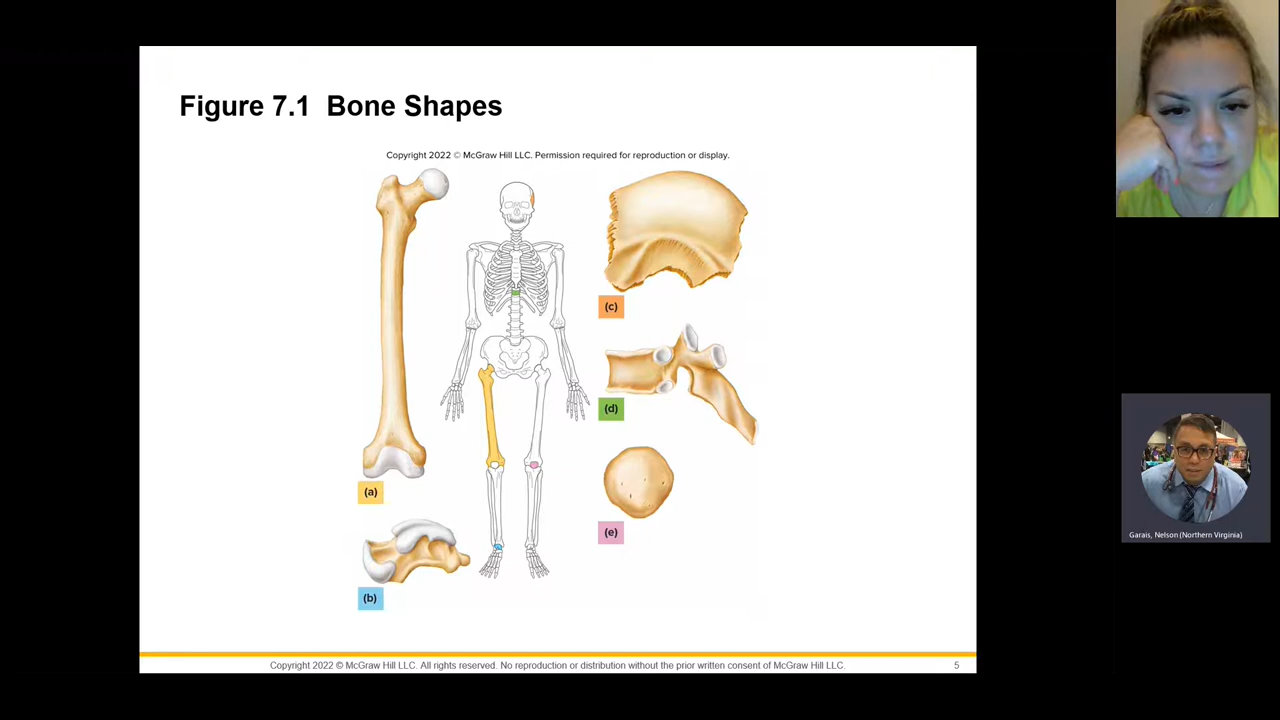 Figure 7.1 Bone Shapes
Copyright 2022 © McGraw Hill LLC. Permission required for reproduction or display.
(a)
(b)
(c)
(d)
(e)
Copyright 2022 © McGraw Hill LLC. All rights reserved. No reproduction or distribution without the prior written consent of McGraw Hill LLC.
5
Garais, Nelson (Northern Virginia)